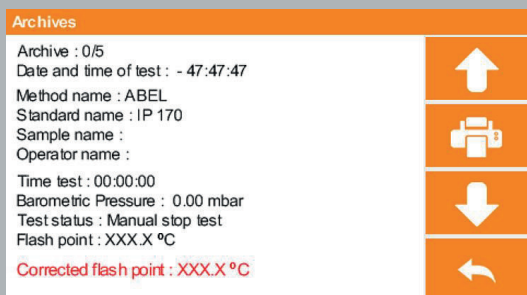 Archives
Archive : 0/5
Date and time of test : - 47:47:47
Method name : ABEL
Standard name : IP 170
Sample name :
Operator name :
Time test : 00:00:00
Barometric Pressure : 0.00 mbar
Test status : Manual stop test
Flash point : XXX.X ºC
Corrected flash point : XXX.X ºC